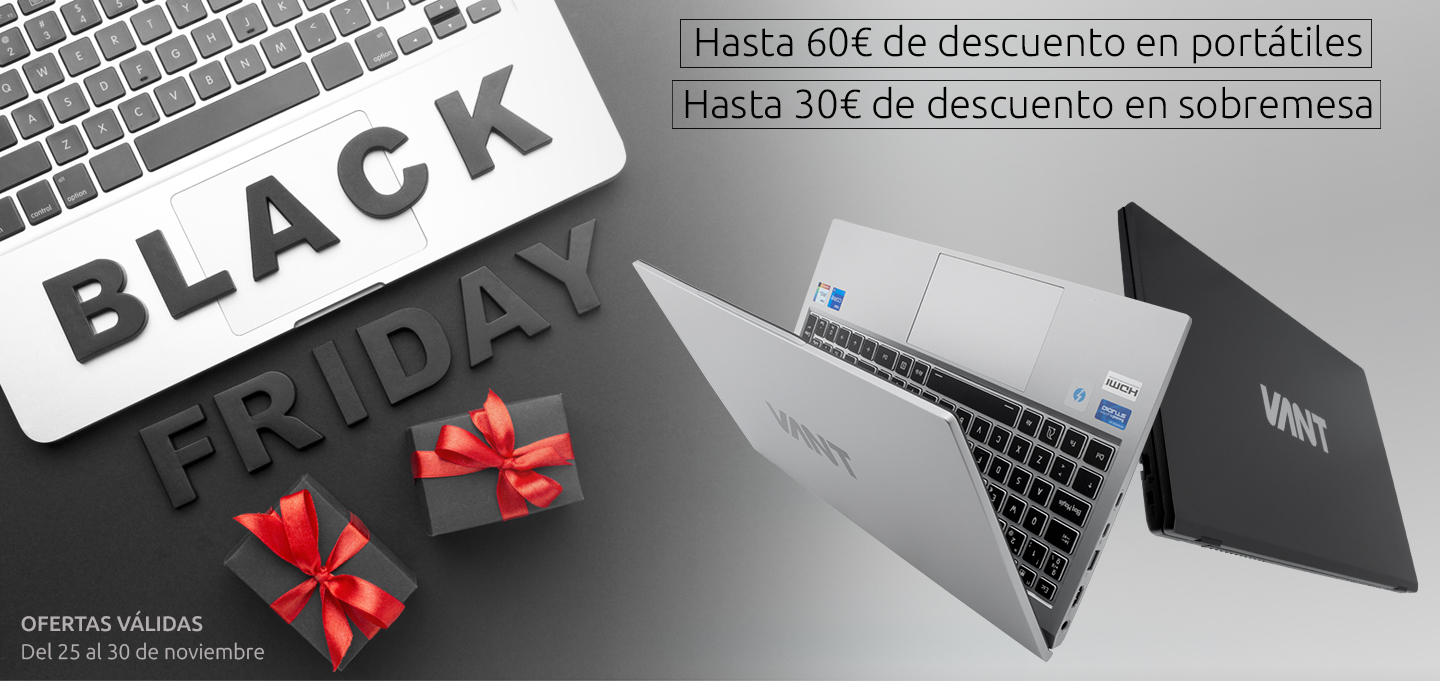 Hasta 60€ de descuento en portátiles
Hasta 30€ de descuento en sobremesa
BLACK
FRIDAY
VANT
VANT
HDMI
OFERTAS VÁLIDAS
Del 25 al 30 de noviembre